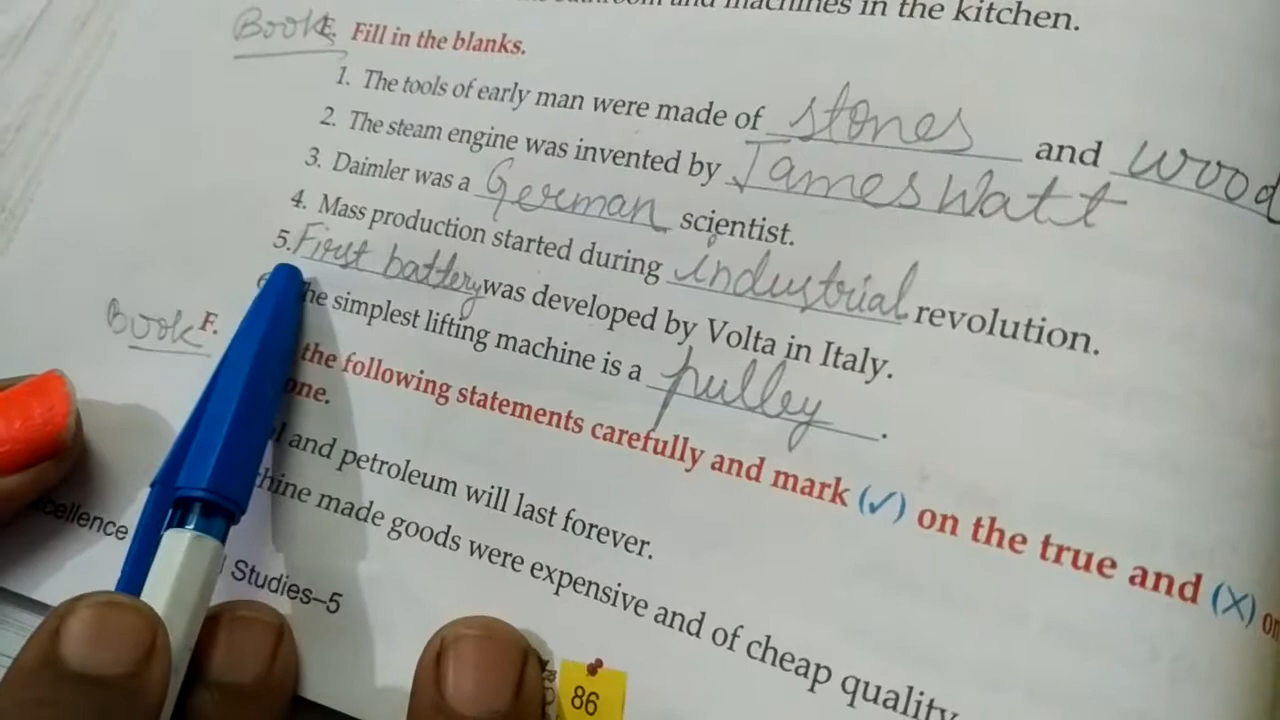 machines in the kitchen.
Book E. Fill in the blanks.
1. The tools of early man were made of stones and wood
2. The steam engine was invented by James Watt
3. Daimler was a German scientist.
4. Mass production started during industrial revolution.
5. First battery was developed by Volta in Italy.
The simplest lifting machine is a pulley.
Book F. the following statements carefully and mark (✓) on the true and (X) on
one.
and petroleum will last forever.
made goods were expensive and of cheap quality
Studies–5
86